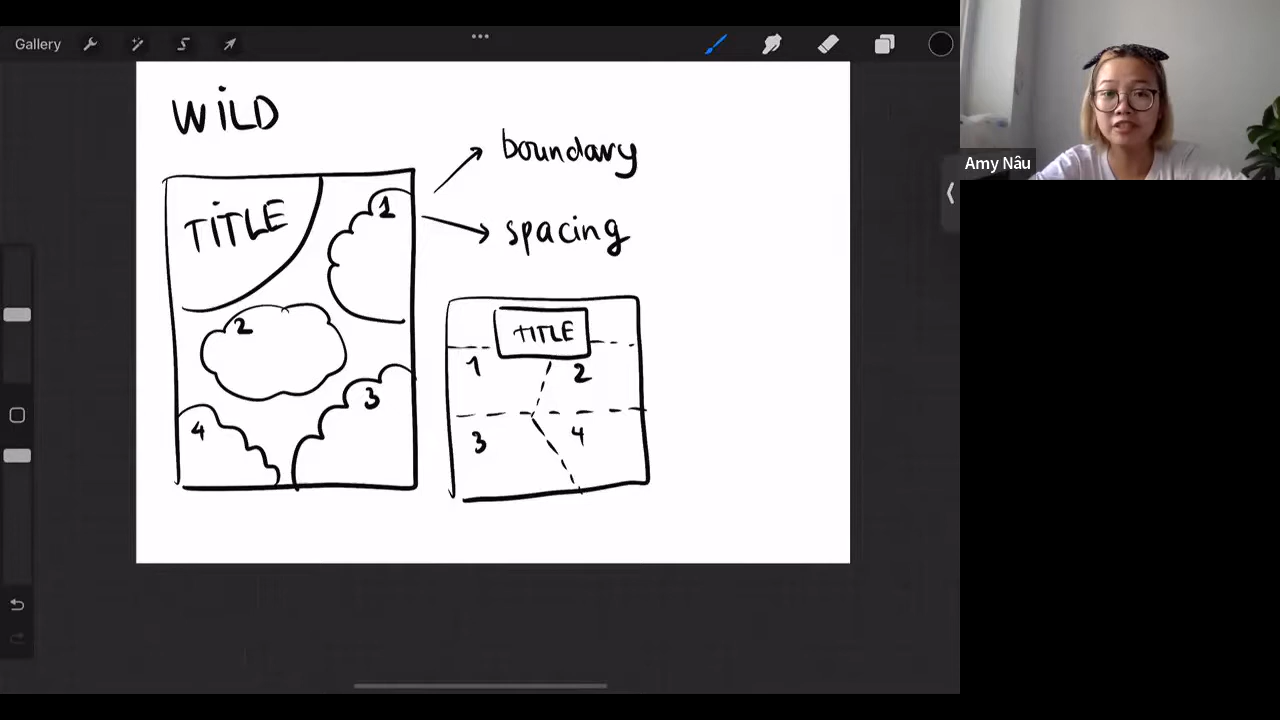 Gallery
WiLD
boundary
TiTLE
1
spacing
2
TITLE
1
2
3
4
3
4
Amy Nâu